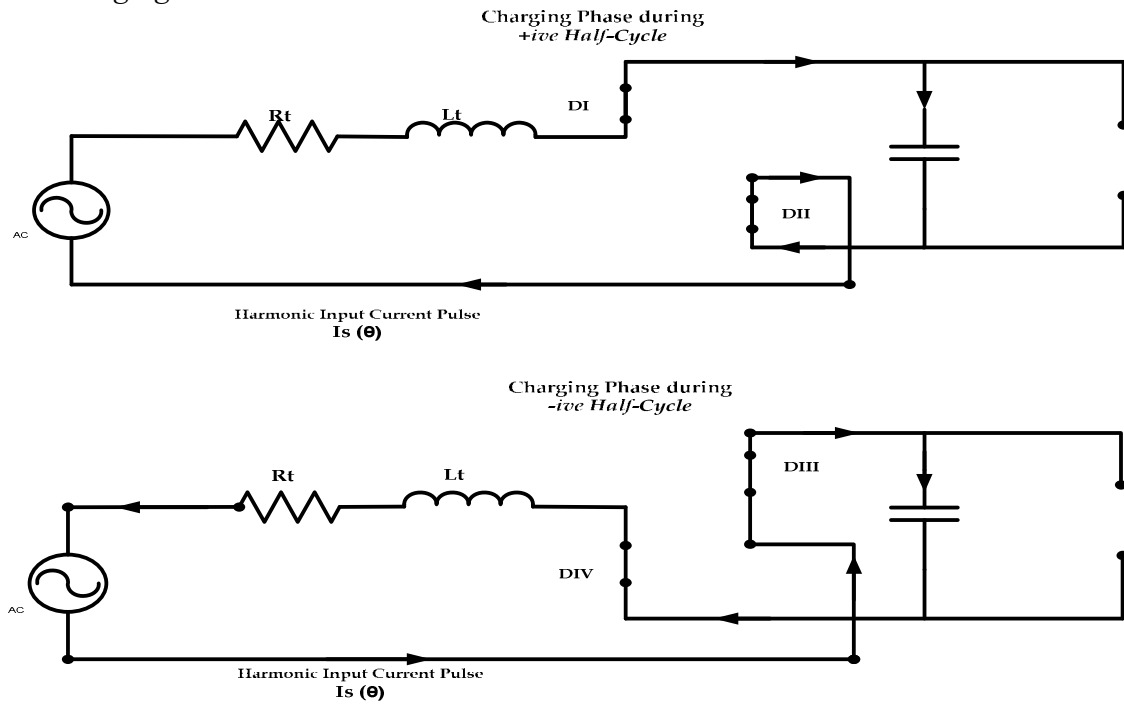 Charging Phase during
+ive Half-Cycle
Rt
Lt
DI
DII
AC
Harmonic Input Current Pulse
Is (θ)
Charging Phase during
-ive Half-Cycle
Rt
Lt
DIII
DIV
AC
Harmonic Input Current Pulse
Is (θ)